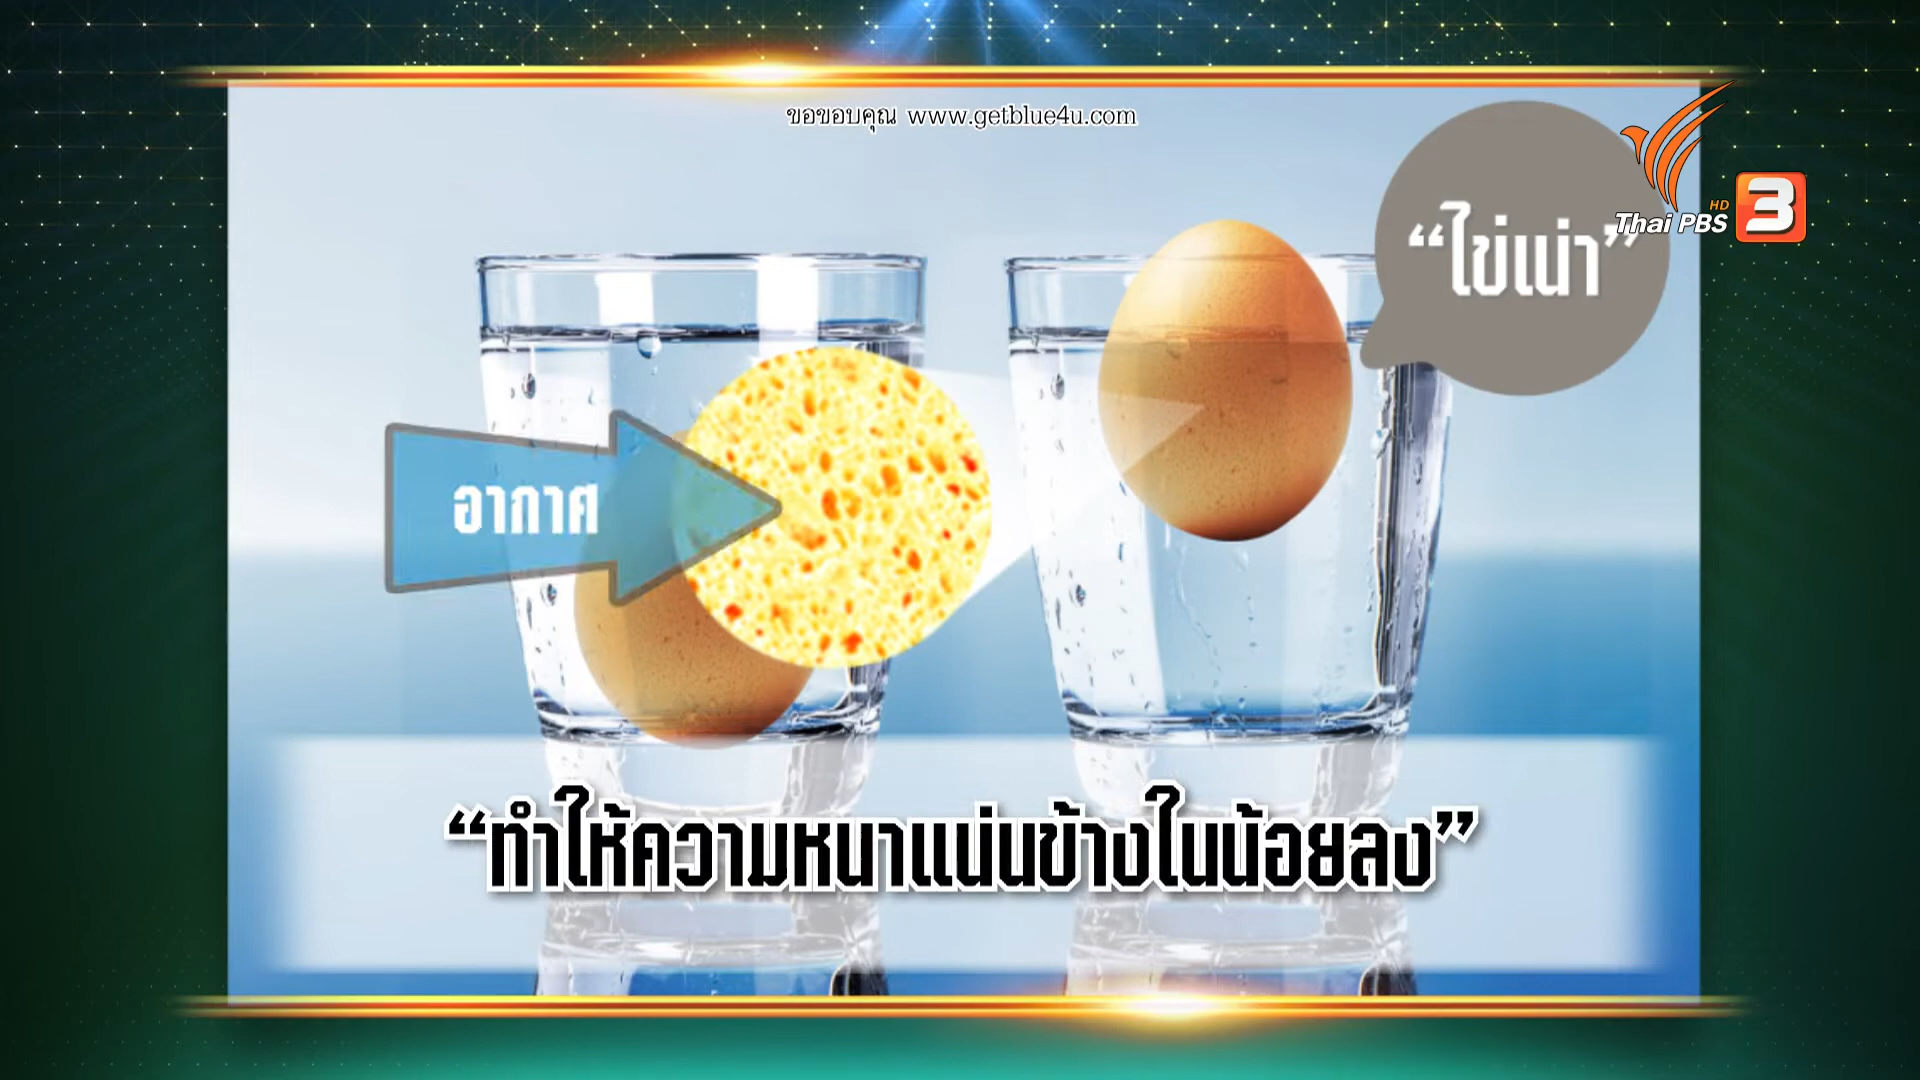 ขอขอบคุณ www.getblue4u.com
“ไข่เน่า”
HD
Thai PBS 3
อากาศ
“ทำให้ความหนาแน่นข้างในน้อยลง”